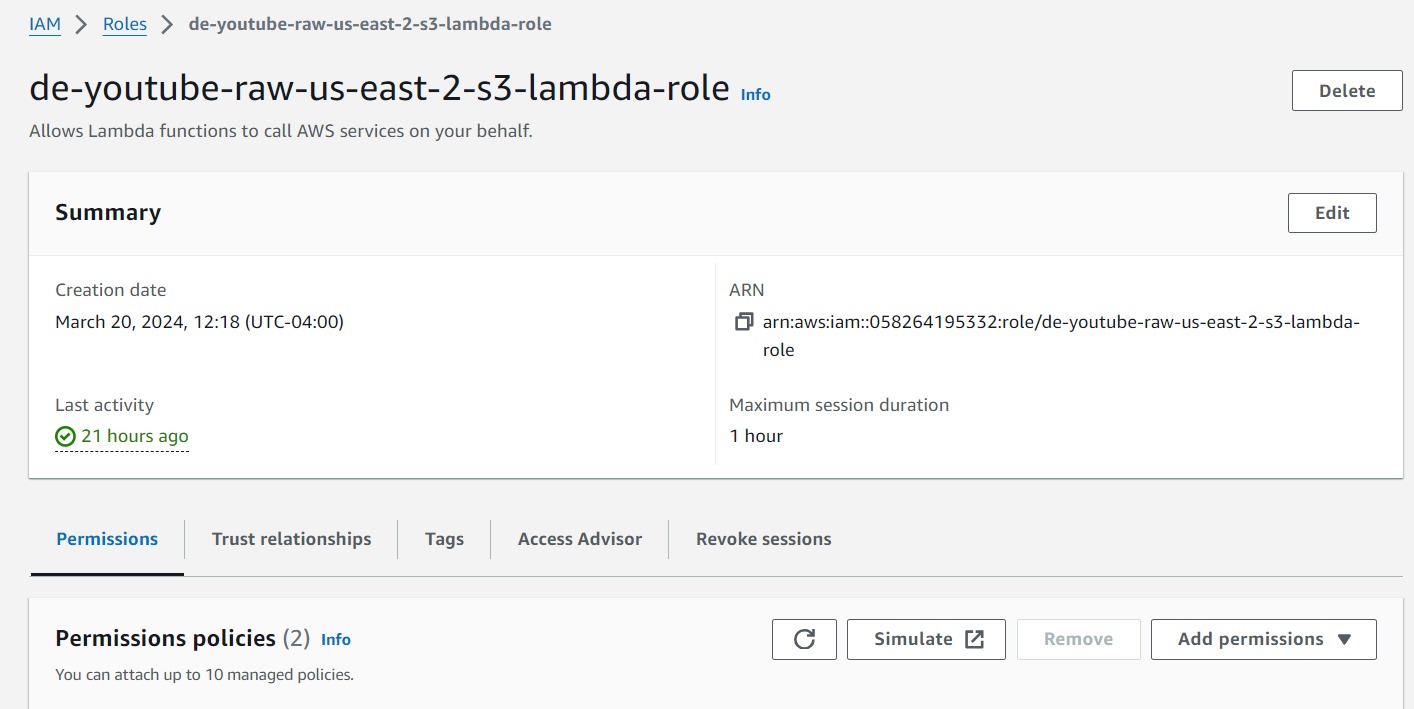 IAM > Roles > de-youtube-raw-us-east-2-s3-lambda-role
de-youtube-raw-us-east-2-s3-lambda-role Info
Delete
Allows Lambda functions to call AWS services on your behalf.
Summary
Edit
Creation date
March 20, 2024, 12:18 (UTC-04:00)
ARN
arn:aws:iam::058264195332:role/de-youtube-raw-us-east-2-s3-lambda-
role
Last activity
21 hours ago
Maximum session duration
1 hour
Permissions
Trust relationships
Tags
Access Advisor
Revoke sessions
Permissions policies (2) Info
Simulate
Remove
Add permissions
You can attach up to 10 managed policies.